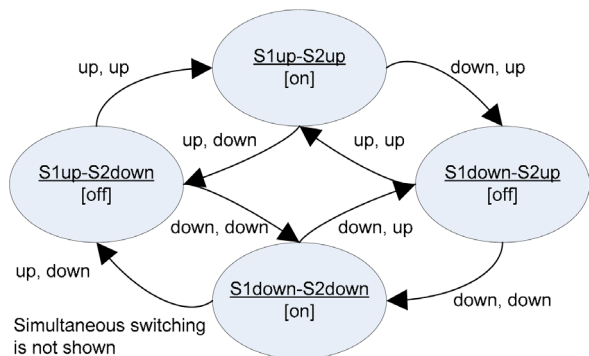 S1up-S2up
[on]
up, up
down, up
up, down
up, up
S1up-S2down
[off]
S1down-S2up
[off]
down, down
down, up
up, down
S1down-S2down
[on]
down, down
Simultaneous switching
is not shown